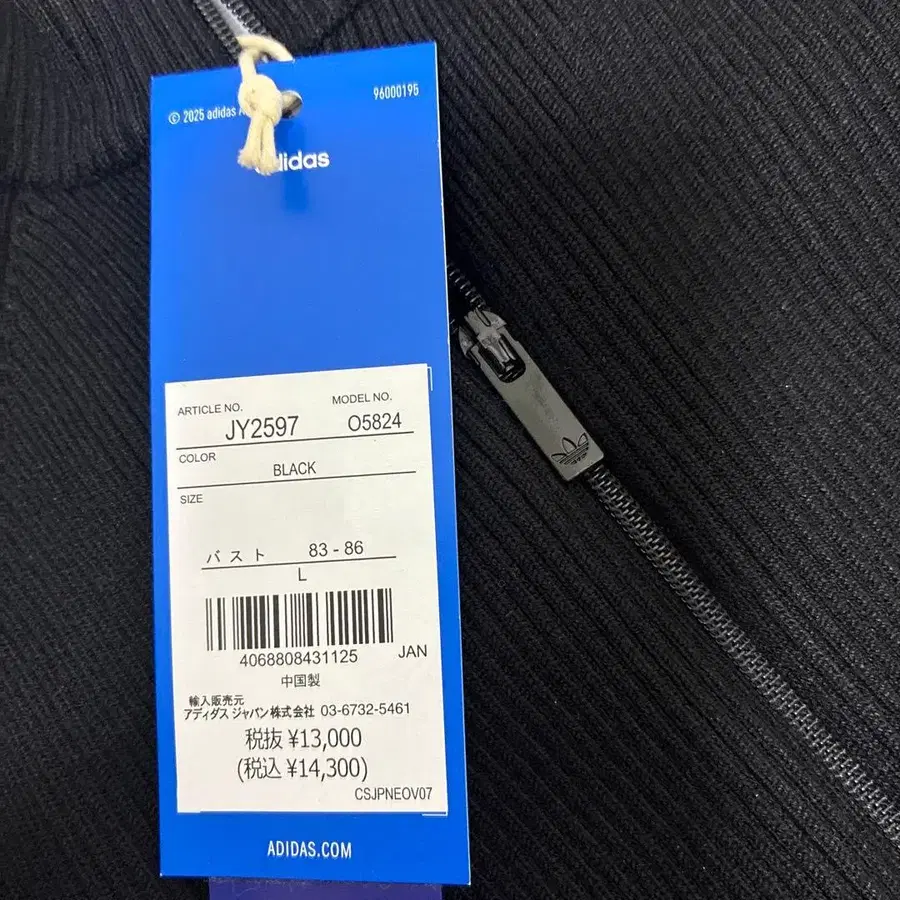 © 2025 adidas
96000195
adidas
ARTICLE NO.
MODEL NO.
JY2597
O5824
COLOR
BLACK
SIZE
バスト 83 - 86
L
4068808431125 JAN
中国製
輸入販売元
アディダス ジャパン株式会社 03-6732-5461
税抜 ¥13,000
(税込 ¥14,300)
CSJPNEOV07
ADIDAS.COM